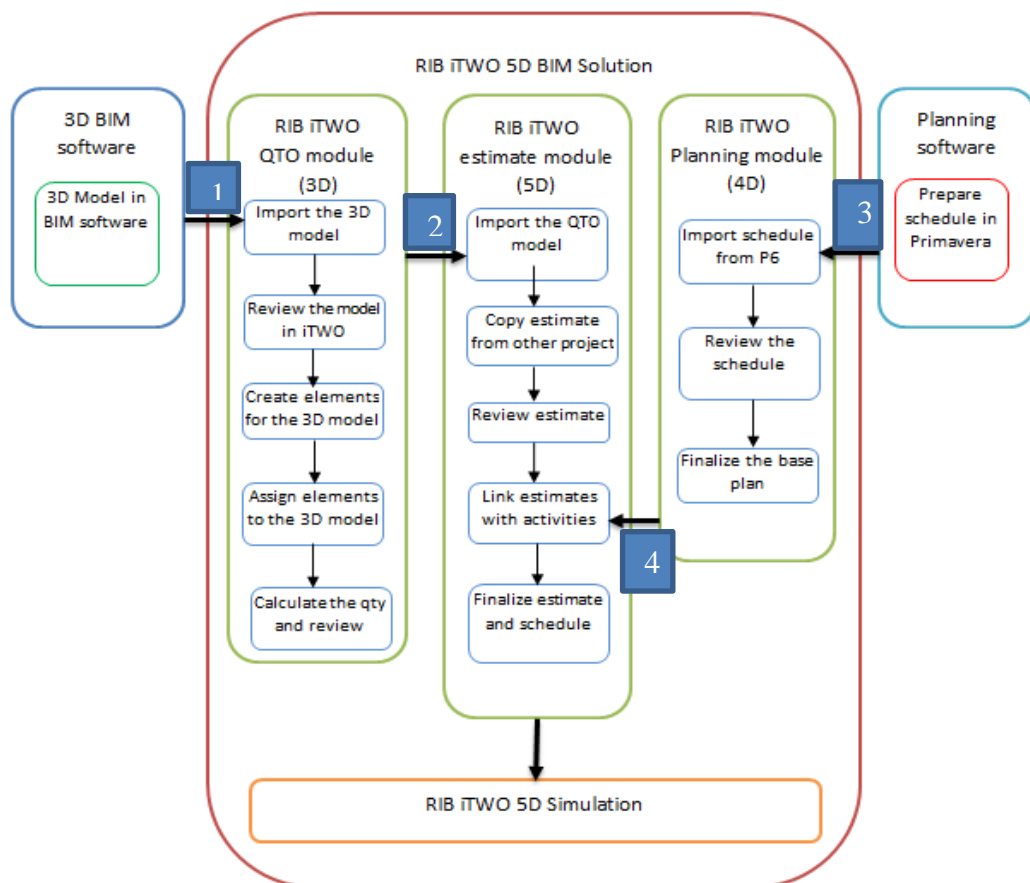 RIB iTWO 5D BIM Solution
3D BIM
software
3D Model in
BIM software
1
RIB iTWO
QTO module
(3D)
Import the 3D
model
Review the model
in iTWO
Create elements
for the 3D model
Assign elements
to the 3D model
Calculate the qty
and review
2
RIB iTWO
estimate module
(5D)
Import the QTO
model
Copy estimate
from other project
Review estimate
Link estimates
with activities
Finalize estimate
and schedule
RIB iTWO
Planning module
(4D)
Import schedule
from P6
Review the
schedule
Finalize the base
plan
3
4
Planning
software
Prepare
schedule in
Primavera
RIB iTWO 5D Simulation